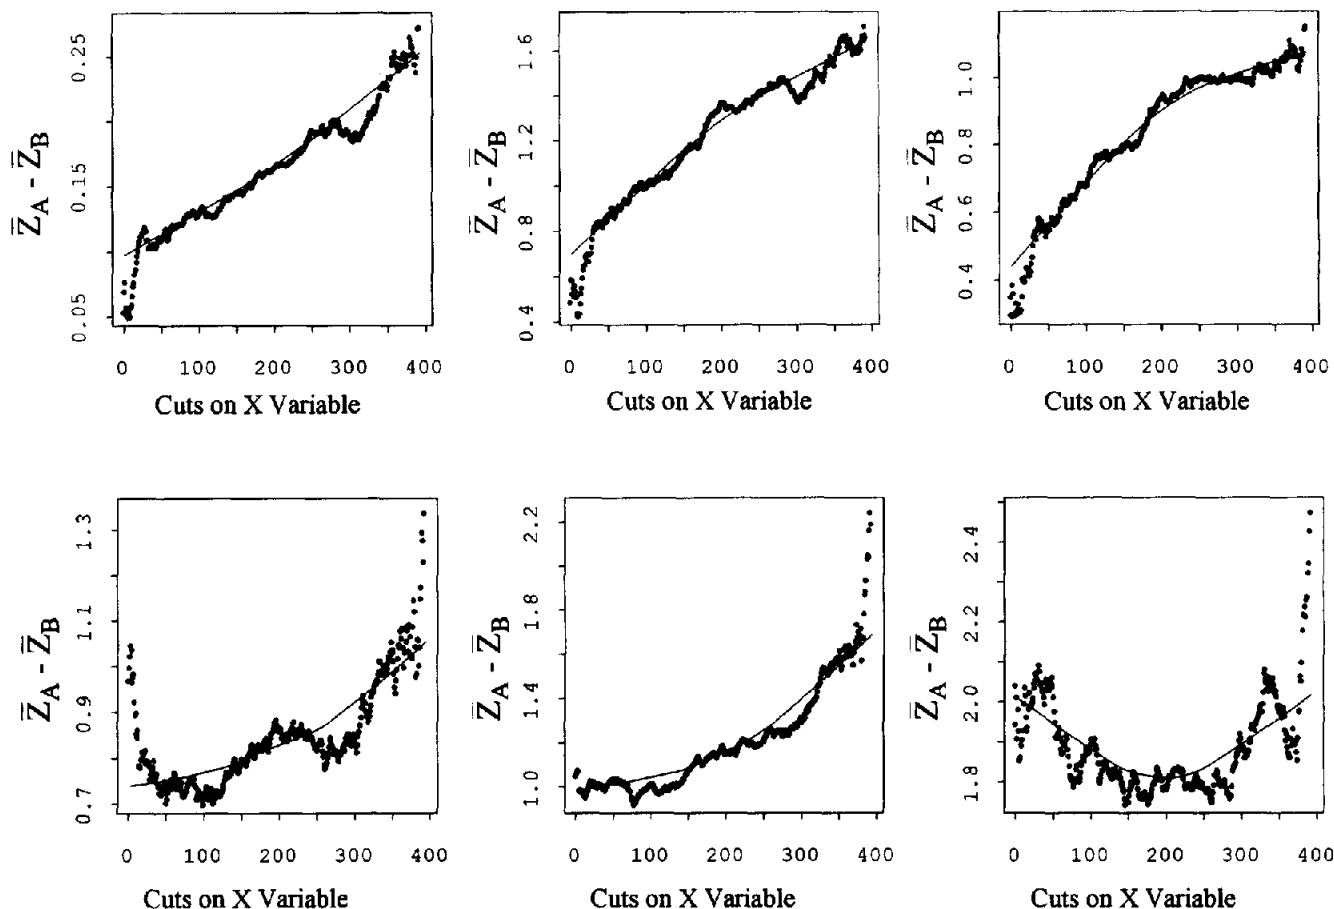 0.25
0.15
0.05
Z̄A - Z̄B
0 100 200 300 400
Cuts on X Variable
1.6
1.2
0.8
0.4
Z̄A - Z̄B
0 100 200 300 400
Cuts on X Variable
1.0
0.8
0.6
0.4
Z̄A - Z̄B
0 100 200 300 400
Cuts on X Variable
1.3
1.1
0.9
0.7
Z̄A - Z̄B
0 100 200 300 400
Cuts on X Variable
2.2
1.8
1.4
1.0
Z̄A - Z̄B
0 100 200 300 400
Cuts on X Variable
2.4
2.2
2.0
1.8
Z̄A - Z̄B
0 100 200 300 400
Cuts on X Variable